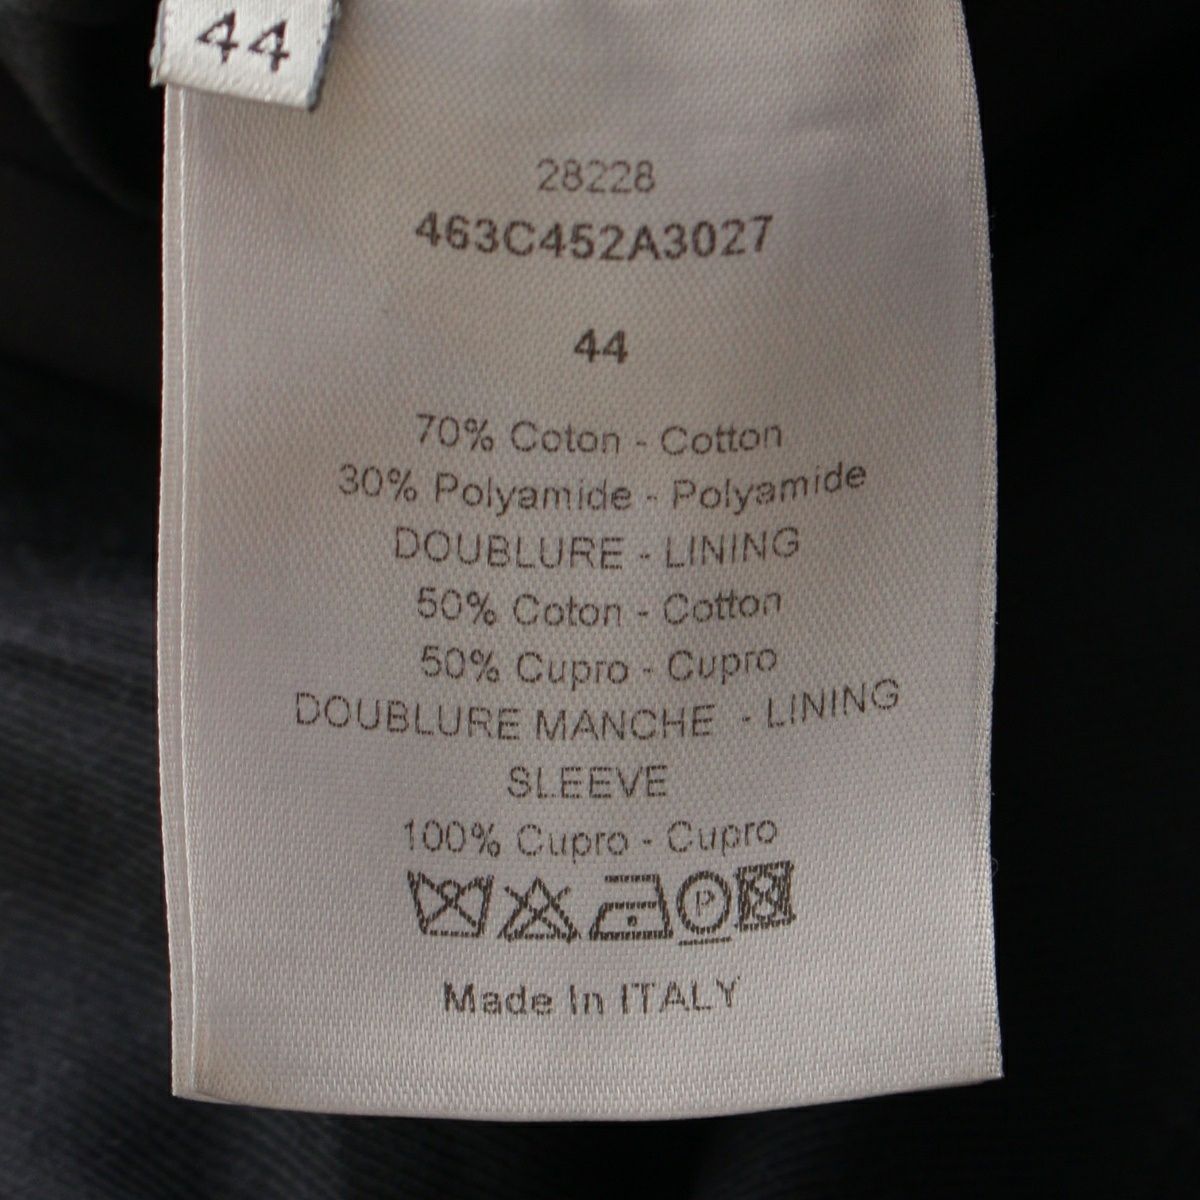 44
28228
463C452A3027
44
70% Coton - Cotton
30% Polyamide - Polyamide
DOUBLURE - LINING
50% Coton - Cotton
50% Cupro - Cupro
DOUBLURE MANCHE - LINING
SLEEVE
100% Cupro - Cupro
P
Made In ITALY